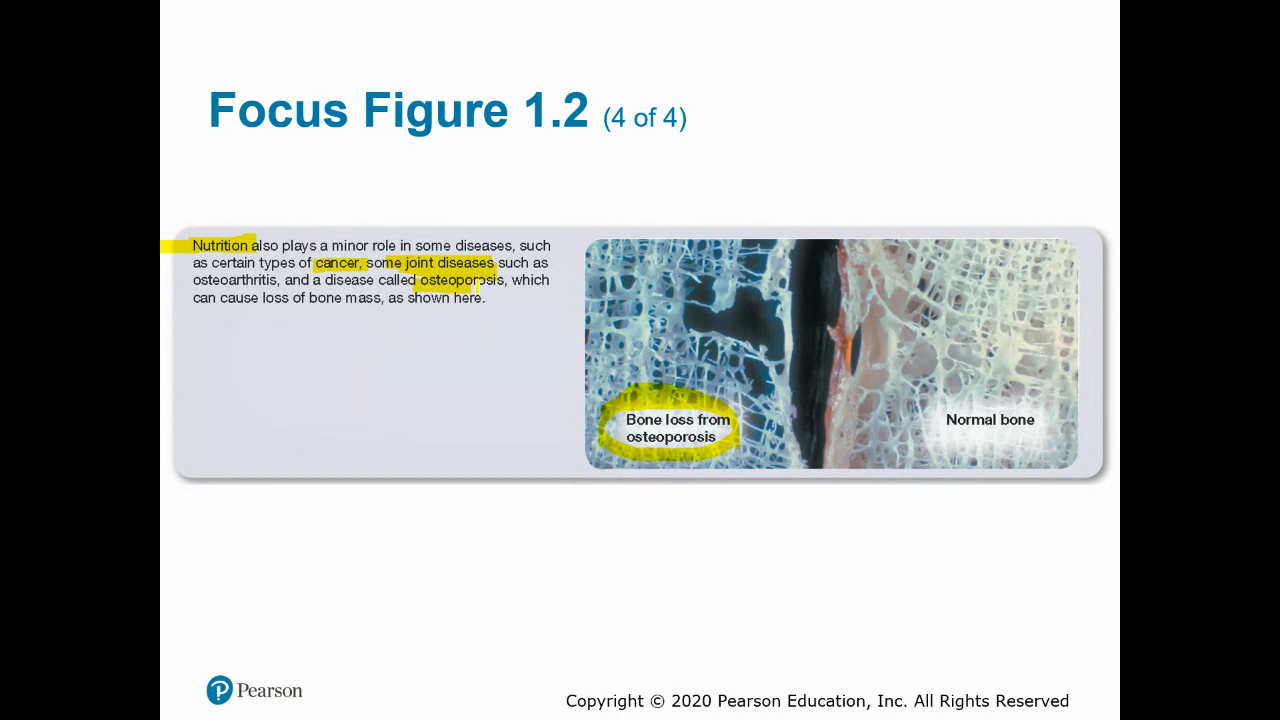 Focus Figure 1.2 (4 of 4)
Nutrition also plays a minor role in some diseases, such
as certain types of cancer, some joint diseases such as
osteoarthritis, and a disease called osteoporosis, which
can cause loss of bone mass, as shown here.
Bone loss from
osteoporosis
Normal bone
Pearson
Copyright © 2020 Pearson Education, Inc. All Rights Reserved